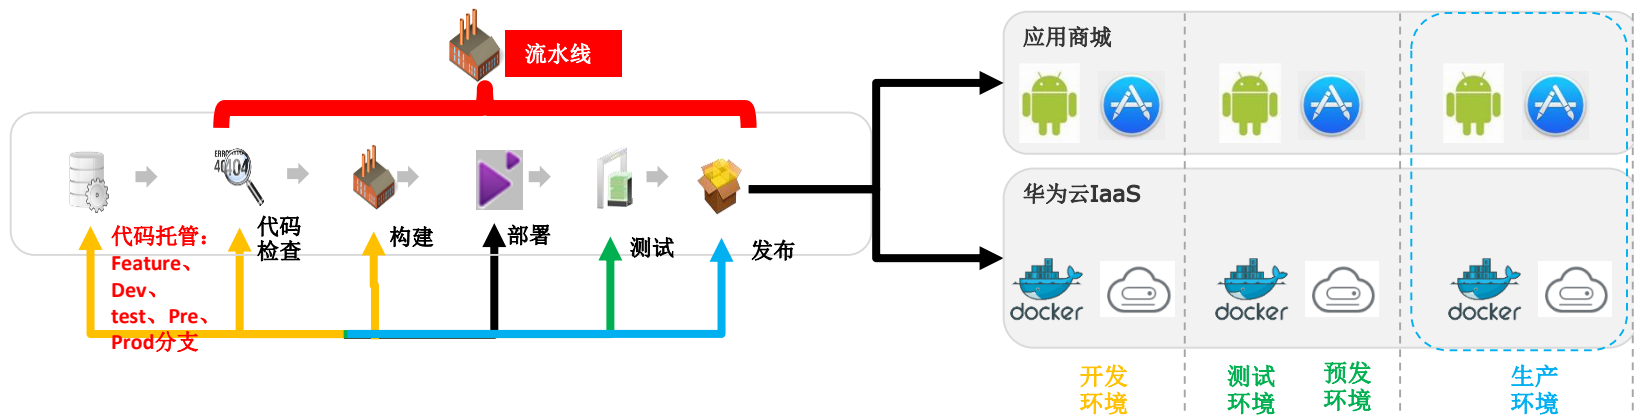 流水线
应用商城
ERROR
404
04
代码托管：
Feature、
Dev、
test、Pre、
Prod分支
代码
检查
构建
部署
测试
发布
华为云IaaS
docker
docker
docker
开发
环境
测试
环境
预发
环境
生产
环境